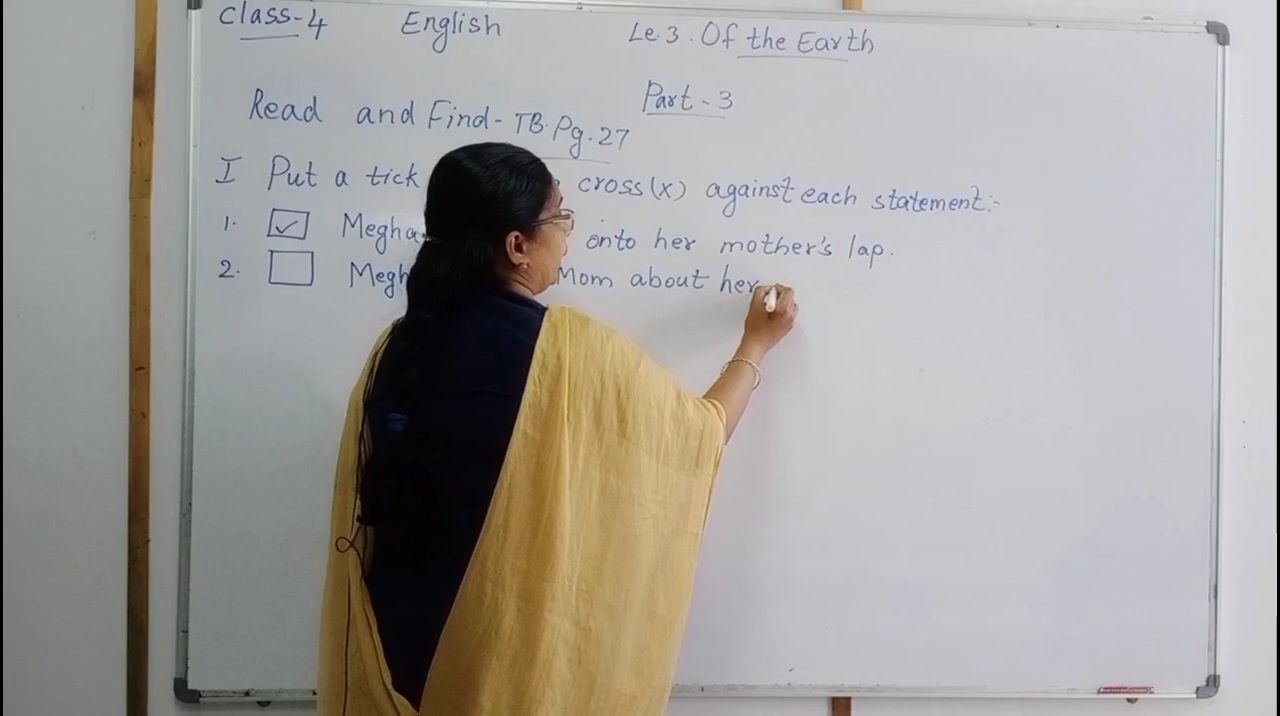 class-4 English Le.3. Of the Earth
Part-3
Read and Find- TB.Pg.27
I Put a tick cross(x) against each statement:-
1. Megha onto her mother's lap.
2. Mom about her